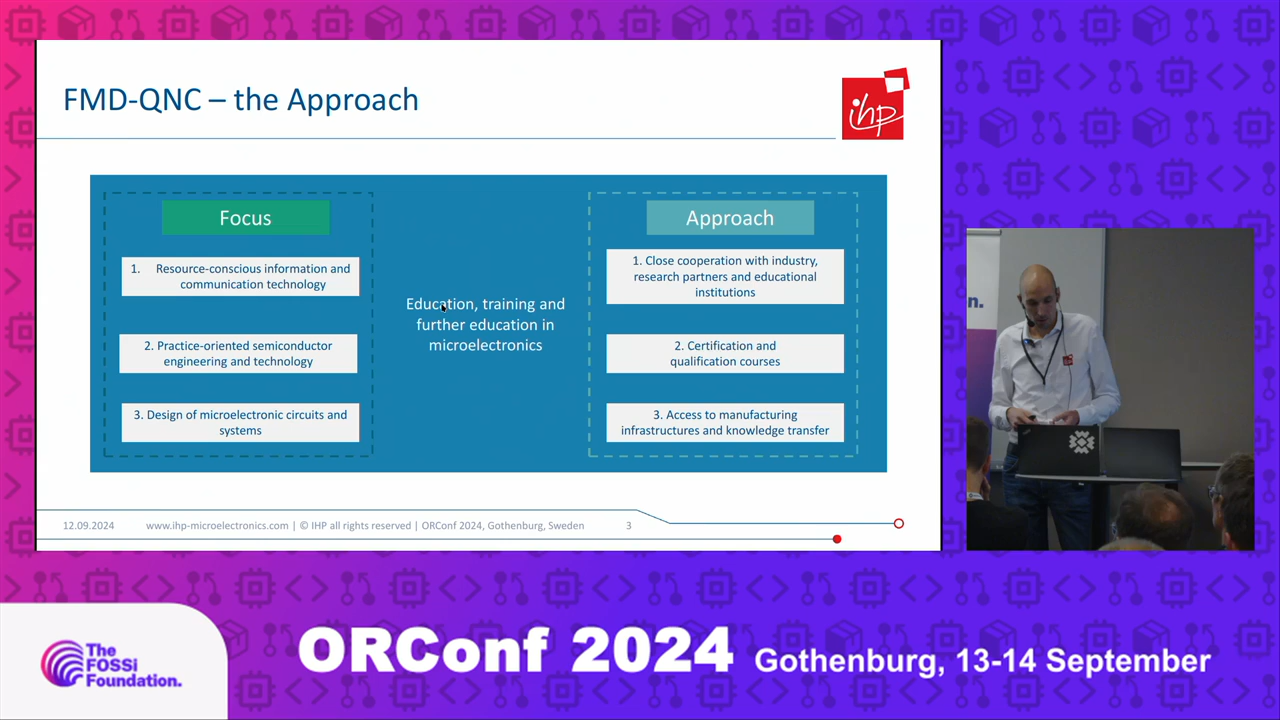 FMD-QNC – the Approach
ihp
Focus
1. Resource-conscious information and
communication technology
2. Practice-oriented semiconductor
engineering and technology
3. Design of microelectronic circuits and
systems
Education, training and
further education in
microelectronics
Approach
1. Close cooperation with industry,
research partners and educational
institutions
2. Certification and
qualification courses
3. Access to manufacturing
infrastructures and knowledge transfer
12.09.2024 www.ihp-microelectronics.com | © IHP all rights reserved | ORConf 2024, Gothenburg, Sweden 3
n.
The
FOSSi
Foundation.
ORConf 2024 Gothenburg, 13-14 September